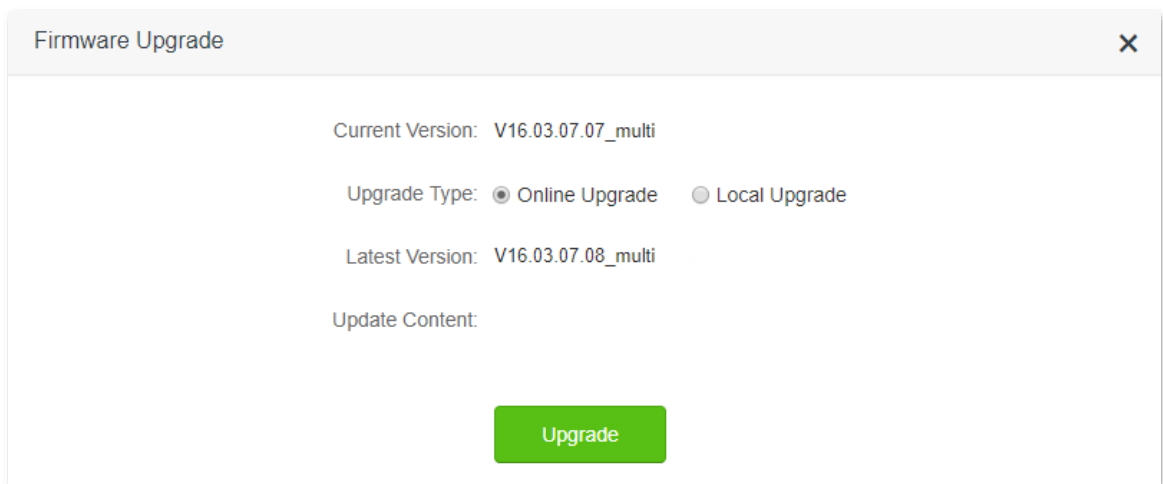 Firmware Upgrade
Current Version: V16.03.07.07_multi
Upgrade Type: Online Upgrade Local Upgrade
Latest Version: V16.03.07.08_multi
Update Content:
Upgrade